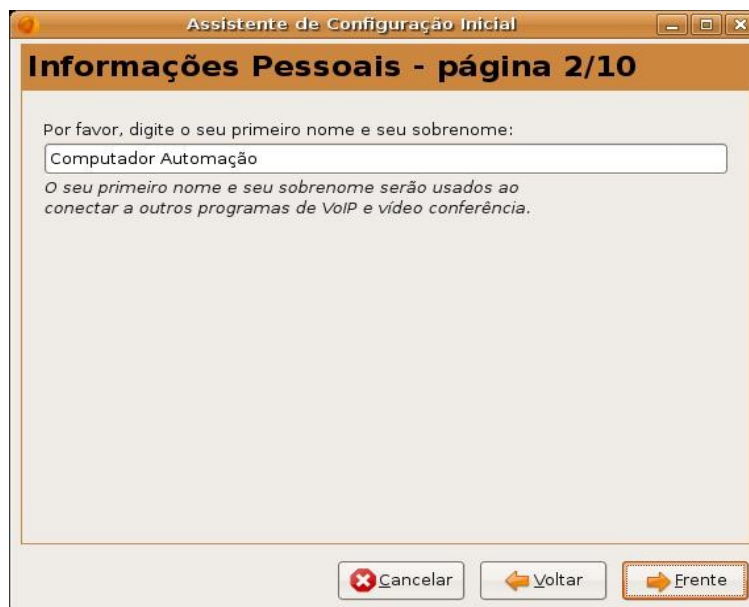 Assistente de Configuração Inicial
Informações Pessoais - página 2/10
Por favor, digite o seu primeiro nome e seu sobrenome:
Computador Automação
O seu primeiro nome e seu sobrenome serão usados ao
conectar a outros programas de VoIP e vídeo conferência.
Cancelar Voltar Frente